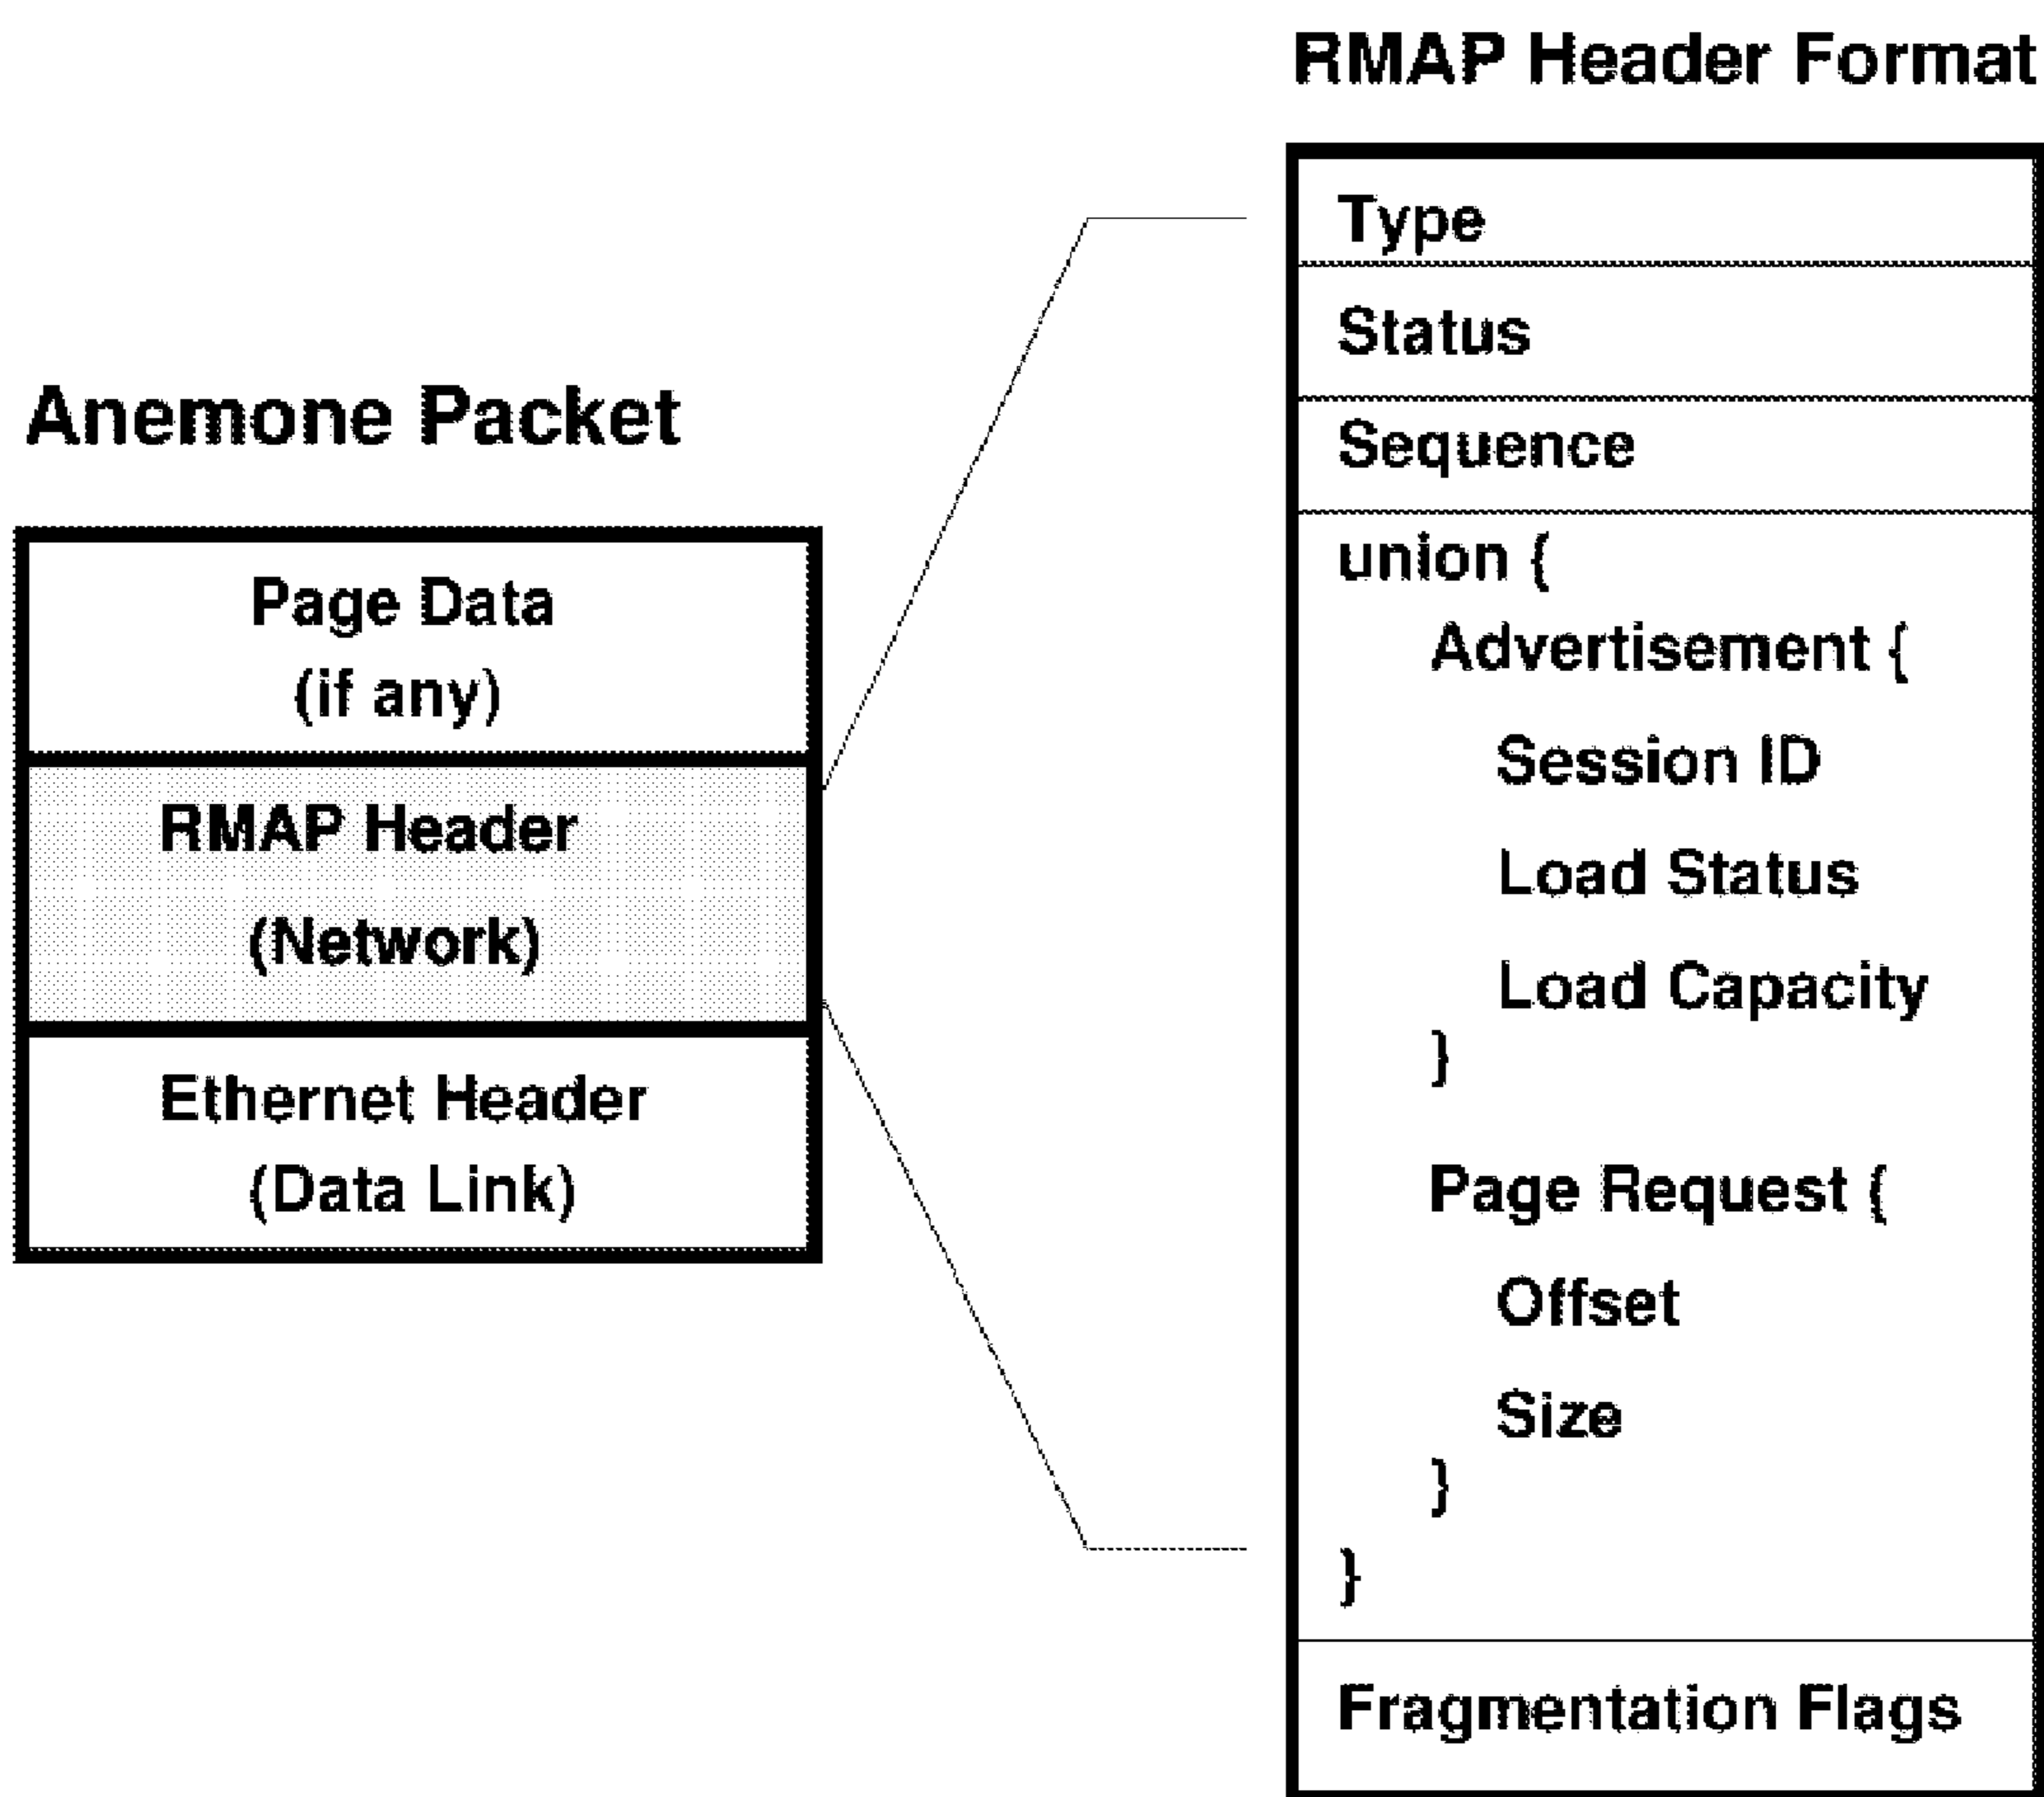 Anemone Packet
Page Data
(if any)
RMAP Header
(Network)
Ethernet Header
(Data Link)
RMAP Header Format
Type
Status
Sequence
union {
Advertisement {
Session ID
Load Status
Load Capacity
}
Page Request {
Offset
Size
}
}
Fragmentation Flags